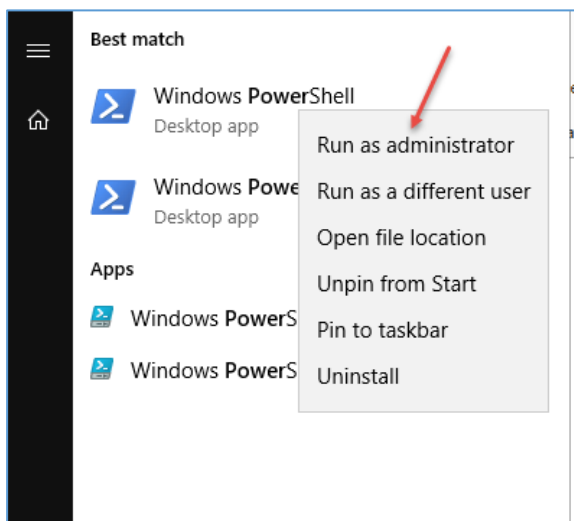 Best match
Windows PowerShell
Desktop app
Run as administrator
Windows Powe
Run as a different user
Desktop app
Open file location
Apps
Unpin from Start
Windows PowerS
Pin to taskbar
Windows PowerS
Uninstall